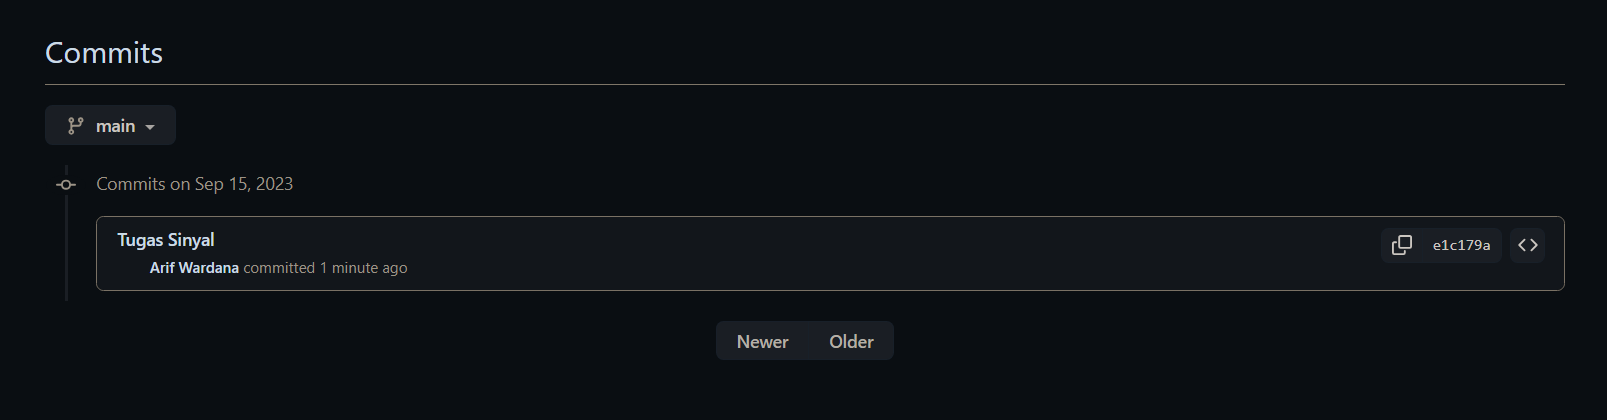 Commits
main
Commits on Sep 15, 2023
Tugas Sinyal
e1c179a
Arif Wardana committed 1 minute ago
Newer Older